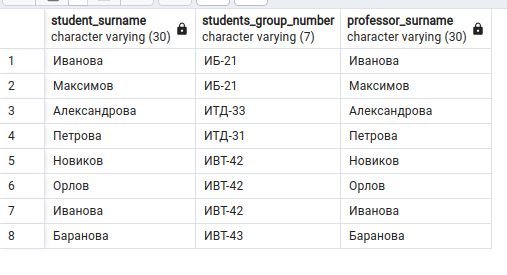 student_surname students_group_number professor_surname
character varying (30) character varying (7) character varying (30)
1 Иванова ИБ-21 Иванова
2 Максимов ИБ-21 Максимов
3 Александрова ИТД-33 Александрова
4 Петрова ИТД-31 Петрова
5 Новиков ИВТ-42 Новиков
6 Орлов ИВТ-42 Орлов
7 Иванова ИВТ-42 Иванова
8 Баранова ИВТ-43 Баранова